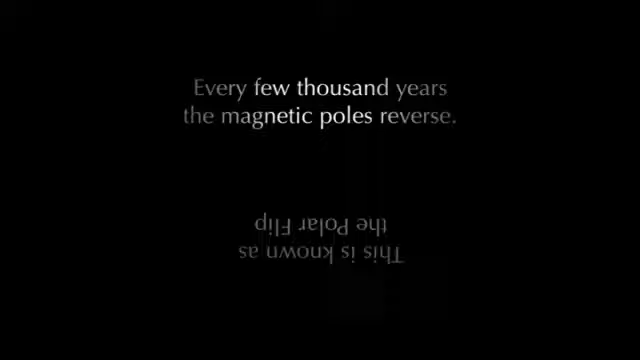 Every few thousand years
the magnetic poles reverse.
This is known as
the Polar Flip